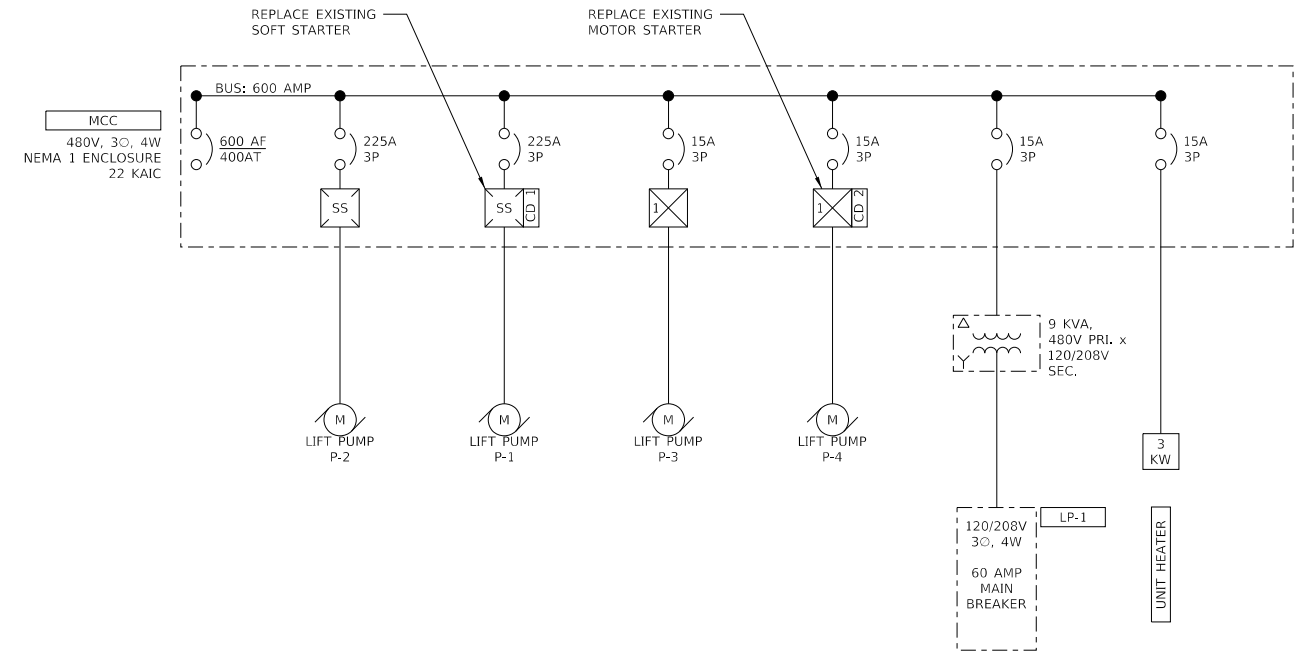 REPLACE EXISTING
SOFT STARTER
REPLACE EXISTING
MOTOR STARTER
BUS: 600 AMP
MCC
480V, 3∅, 4W
NEMA 1 ENCLOSURE
22 KAIC
600 AF
400AT
225A
3P
225A
3P
15A
3P
15A
3P
15A
3P
15A
3P
SS
SS
CD 1
1
1
CD 2
9 KVA,
480V PRI. x
120/208V
SEC.
M
LIFT PUMP
P-2
M
LIFT PUMP
P-1
M
LIFT PUMP
P-3
M
LIFT PUMP
P-4
3
KW
LP-1
120/208V
3∅, 4W
60 AMP
MAIN
BREAKER
UNIT HEATER